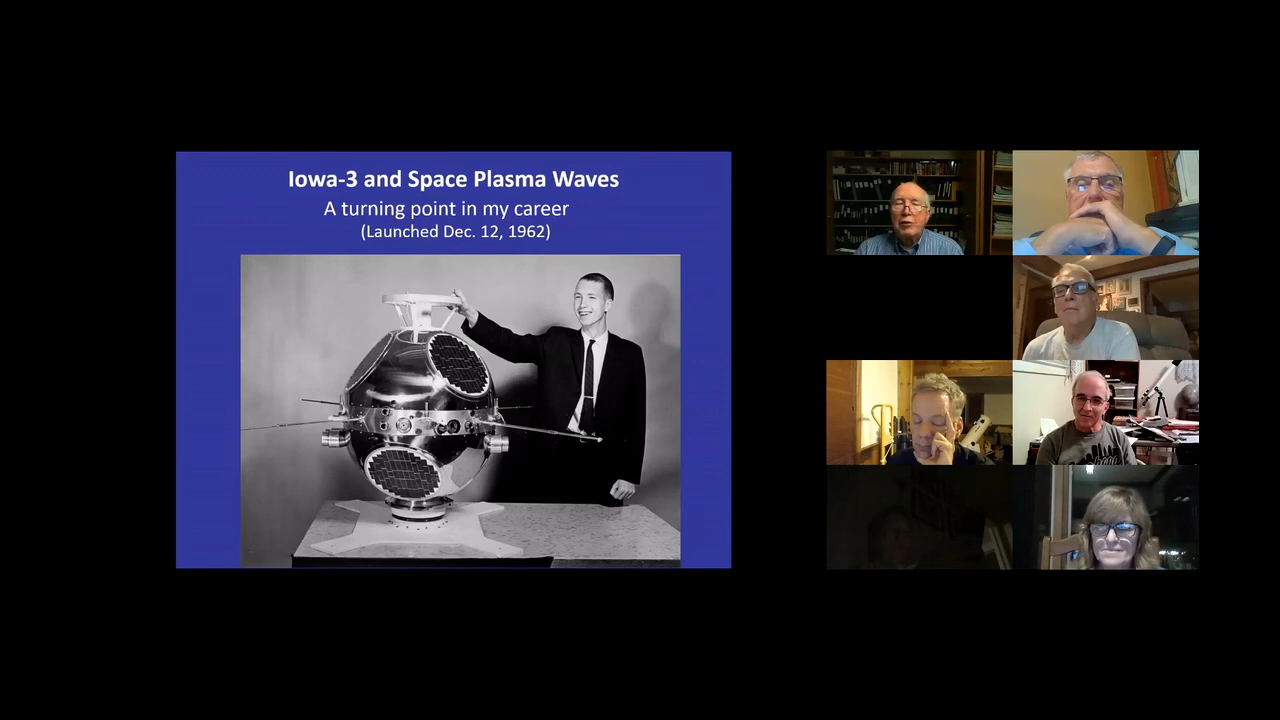 Iowa-3 and Space Plasma Waves
A turning point in my career
(Launched Dec. 12, 1962)